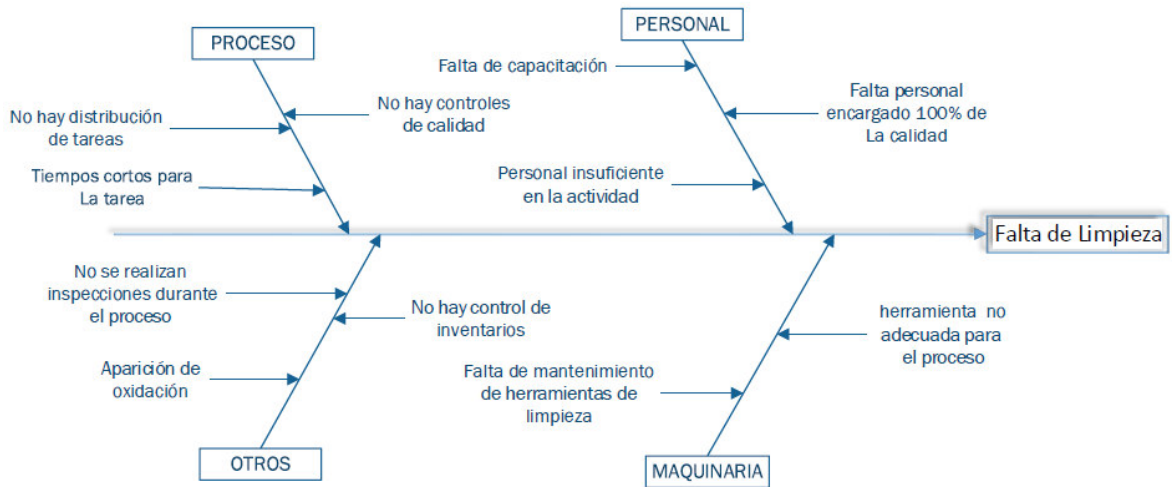 PROCESO
PERSONAL
Falta de capacitación
No hay distribución
de tareas
No hay controles
de calidad
Falta personal
encargado 100% de
La calidad
Tiempos cortos para
La tarea
Personal insuficiente
en la actividad
Falta de Limpieza
No se realizan
inspecciones durante
el proceso
No hay control de
inventarios
herramienta no
adecuada para
el proceso
Aparición de
oxidación
Falta de mantenimiento
de herramientas de
limpieza
OTROS
MAQUINARIA